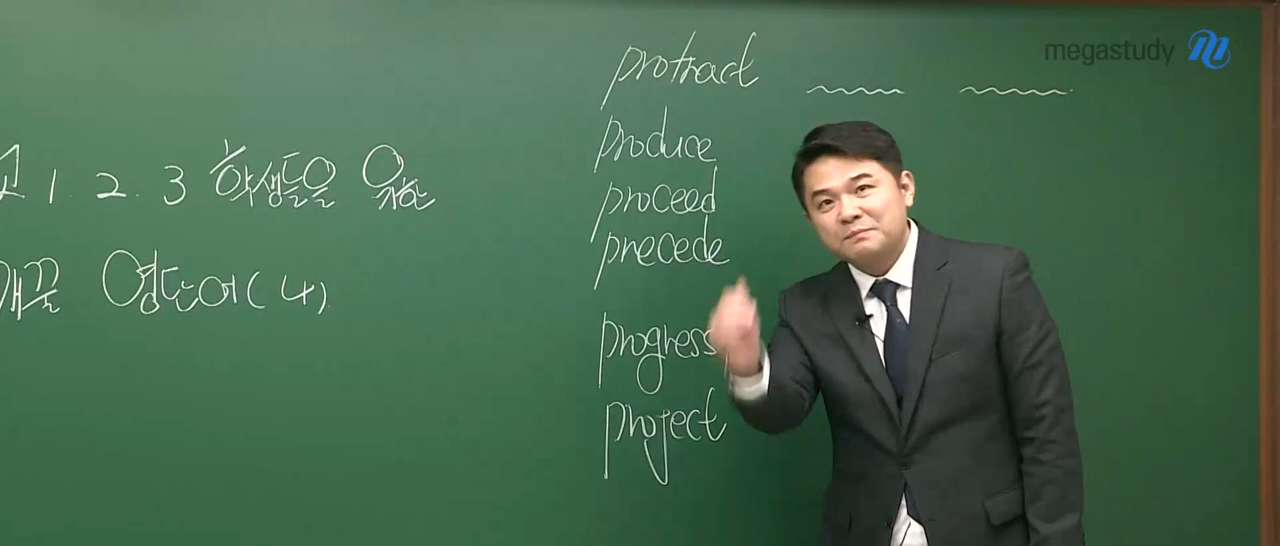 고 1. 2. 3 학생들을 위한
개꿀 영단어(4)
protract
produce
proceed
precede
progress
project
megastudy